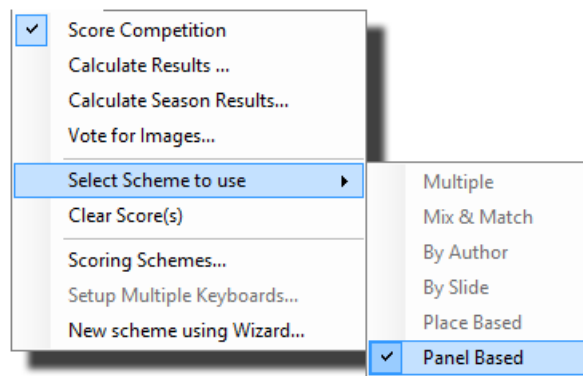 Score Competition
Calculate Results ...
Calculate Season Results...
Vote for Images...
Select Scheme to use
Clear Score(s)
Scoring Schemes...
Setup Multiple Keyboards...
New scheme using Wizard...
Multiple
Mix & Match
By Author
By Slide
Place Based
Panel Based